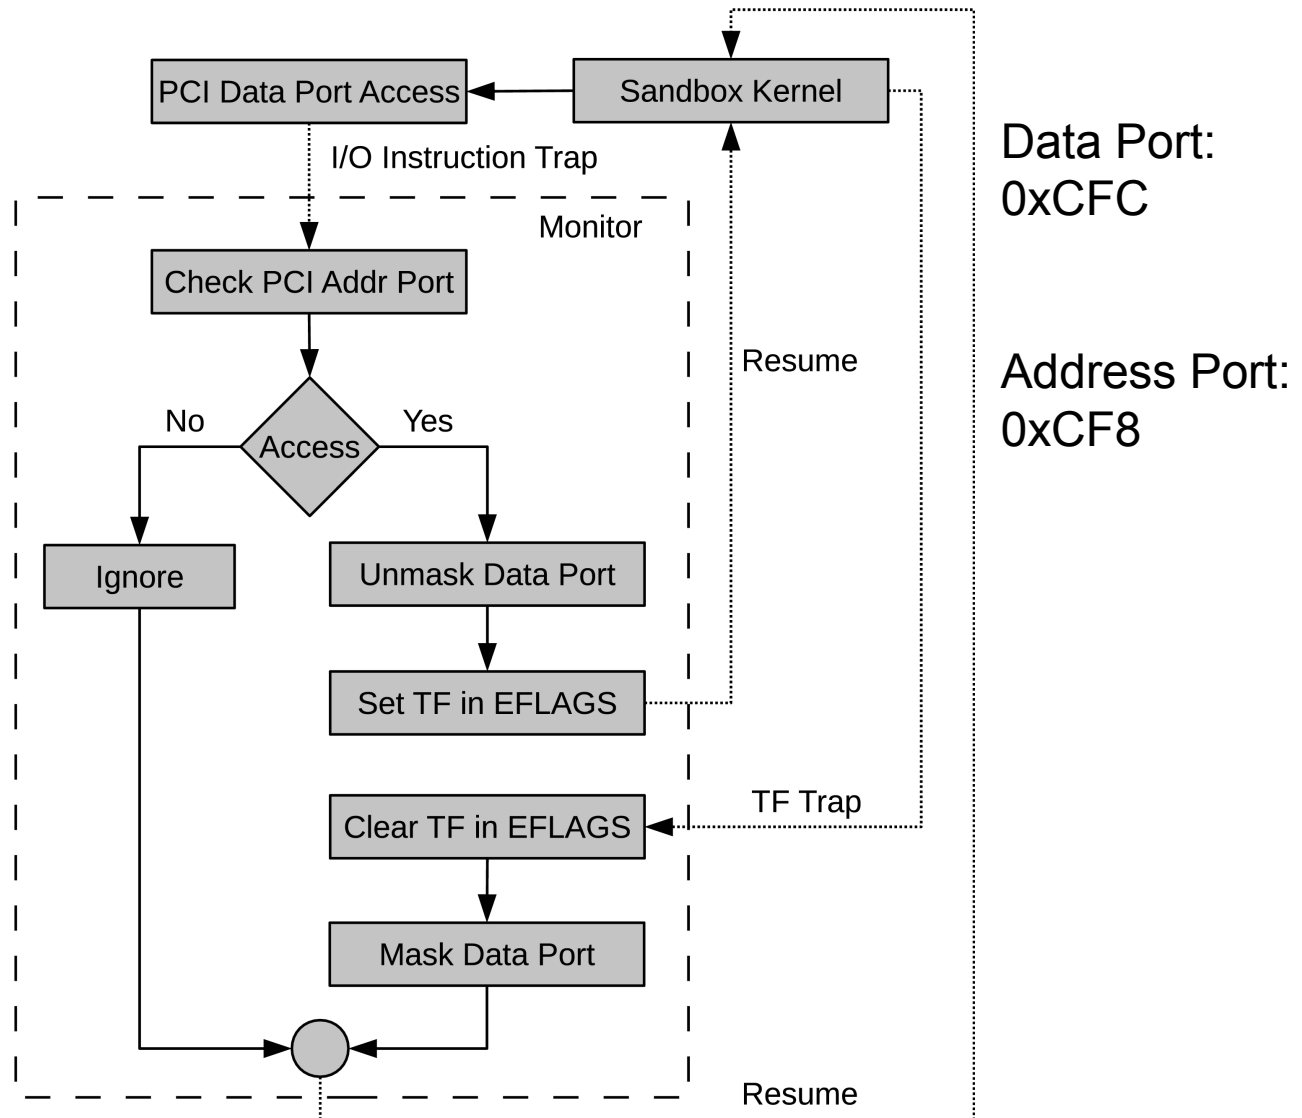 PCI Data Port Access
Sandbox Kernel
I/O Instruction Trap
Data Port:
0xCFC
Monitor
Check PCI Addr Port
Resume
Address Port:
0xCF8
No
Yes
Access
Ignore
Unmask Data Port
Set TF in EFLAGS
TF Trap
Clear TF in EFLAGS
Mask Data Port
Resume